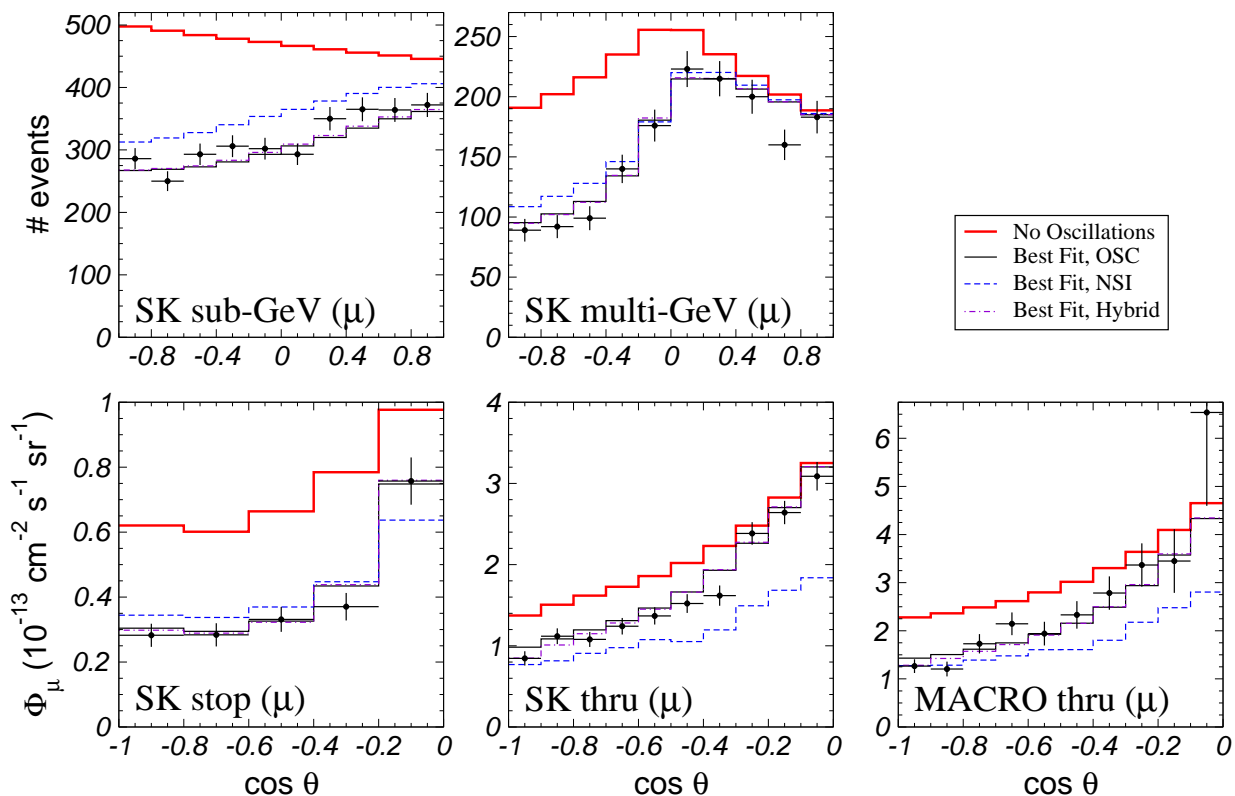 500
400
300
200
100
0
# events
SK sub-GeV (μ)
-0.8 -0.4 0 0.4 0.8
250
200
150
100
50
0
SK multi-GeV (μ)
-0.8 -0.4 0 0.4 0.8
No Oscillations
Best Fit, OSC
Best Fit, NSI
Best Fit, Hybrid
1
0.8
0.6
0.4
0.2
0
Φμ (10⁻¹³ cm⁻² s⁻¹ sr⁻¹)
SK stop (μ)
-1 -0.8 -0.6 -0.4 -0.2 0
cos θ
4
3
2
1
0
SK thru (μ)
-1 -0.8 -0.6 -0.4 -0.2 0
cos θ
6
5
4
3
2
1
0
MACRO thru (μ)
-1 -0.8 -0.6 -0.4 -0.2 0
cos θ